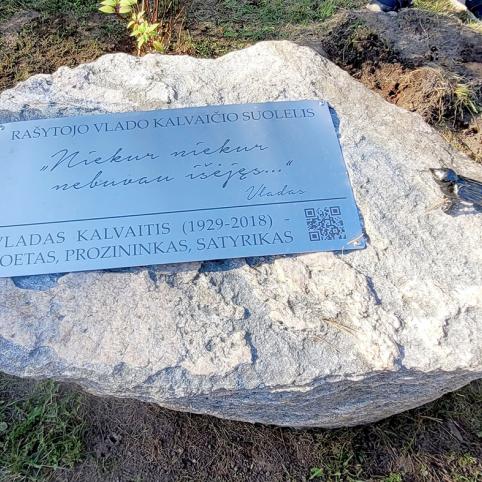 RAŠYTOJO VLADO KALVAIČIO SUOLELIS
„Niekur niekur
nebuvau išėjęs...“
Vladas
VLADAS KALVAITIS (1929-2018) -
POETAS, PROZININKAS, SATYRIKAS